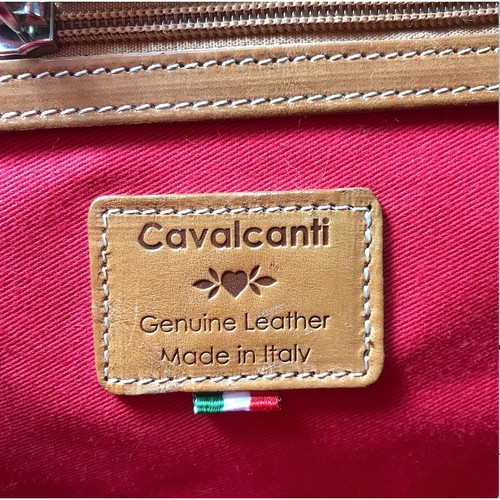 Cavalcanti
Genuine Leather
Made in Italy